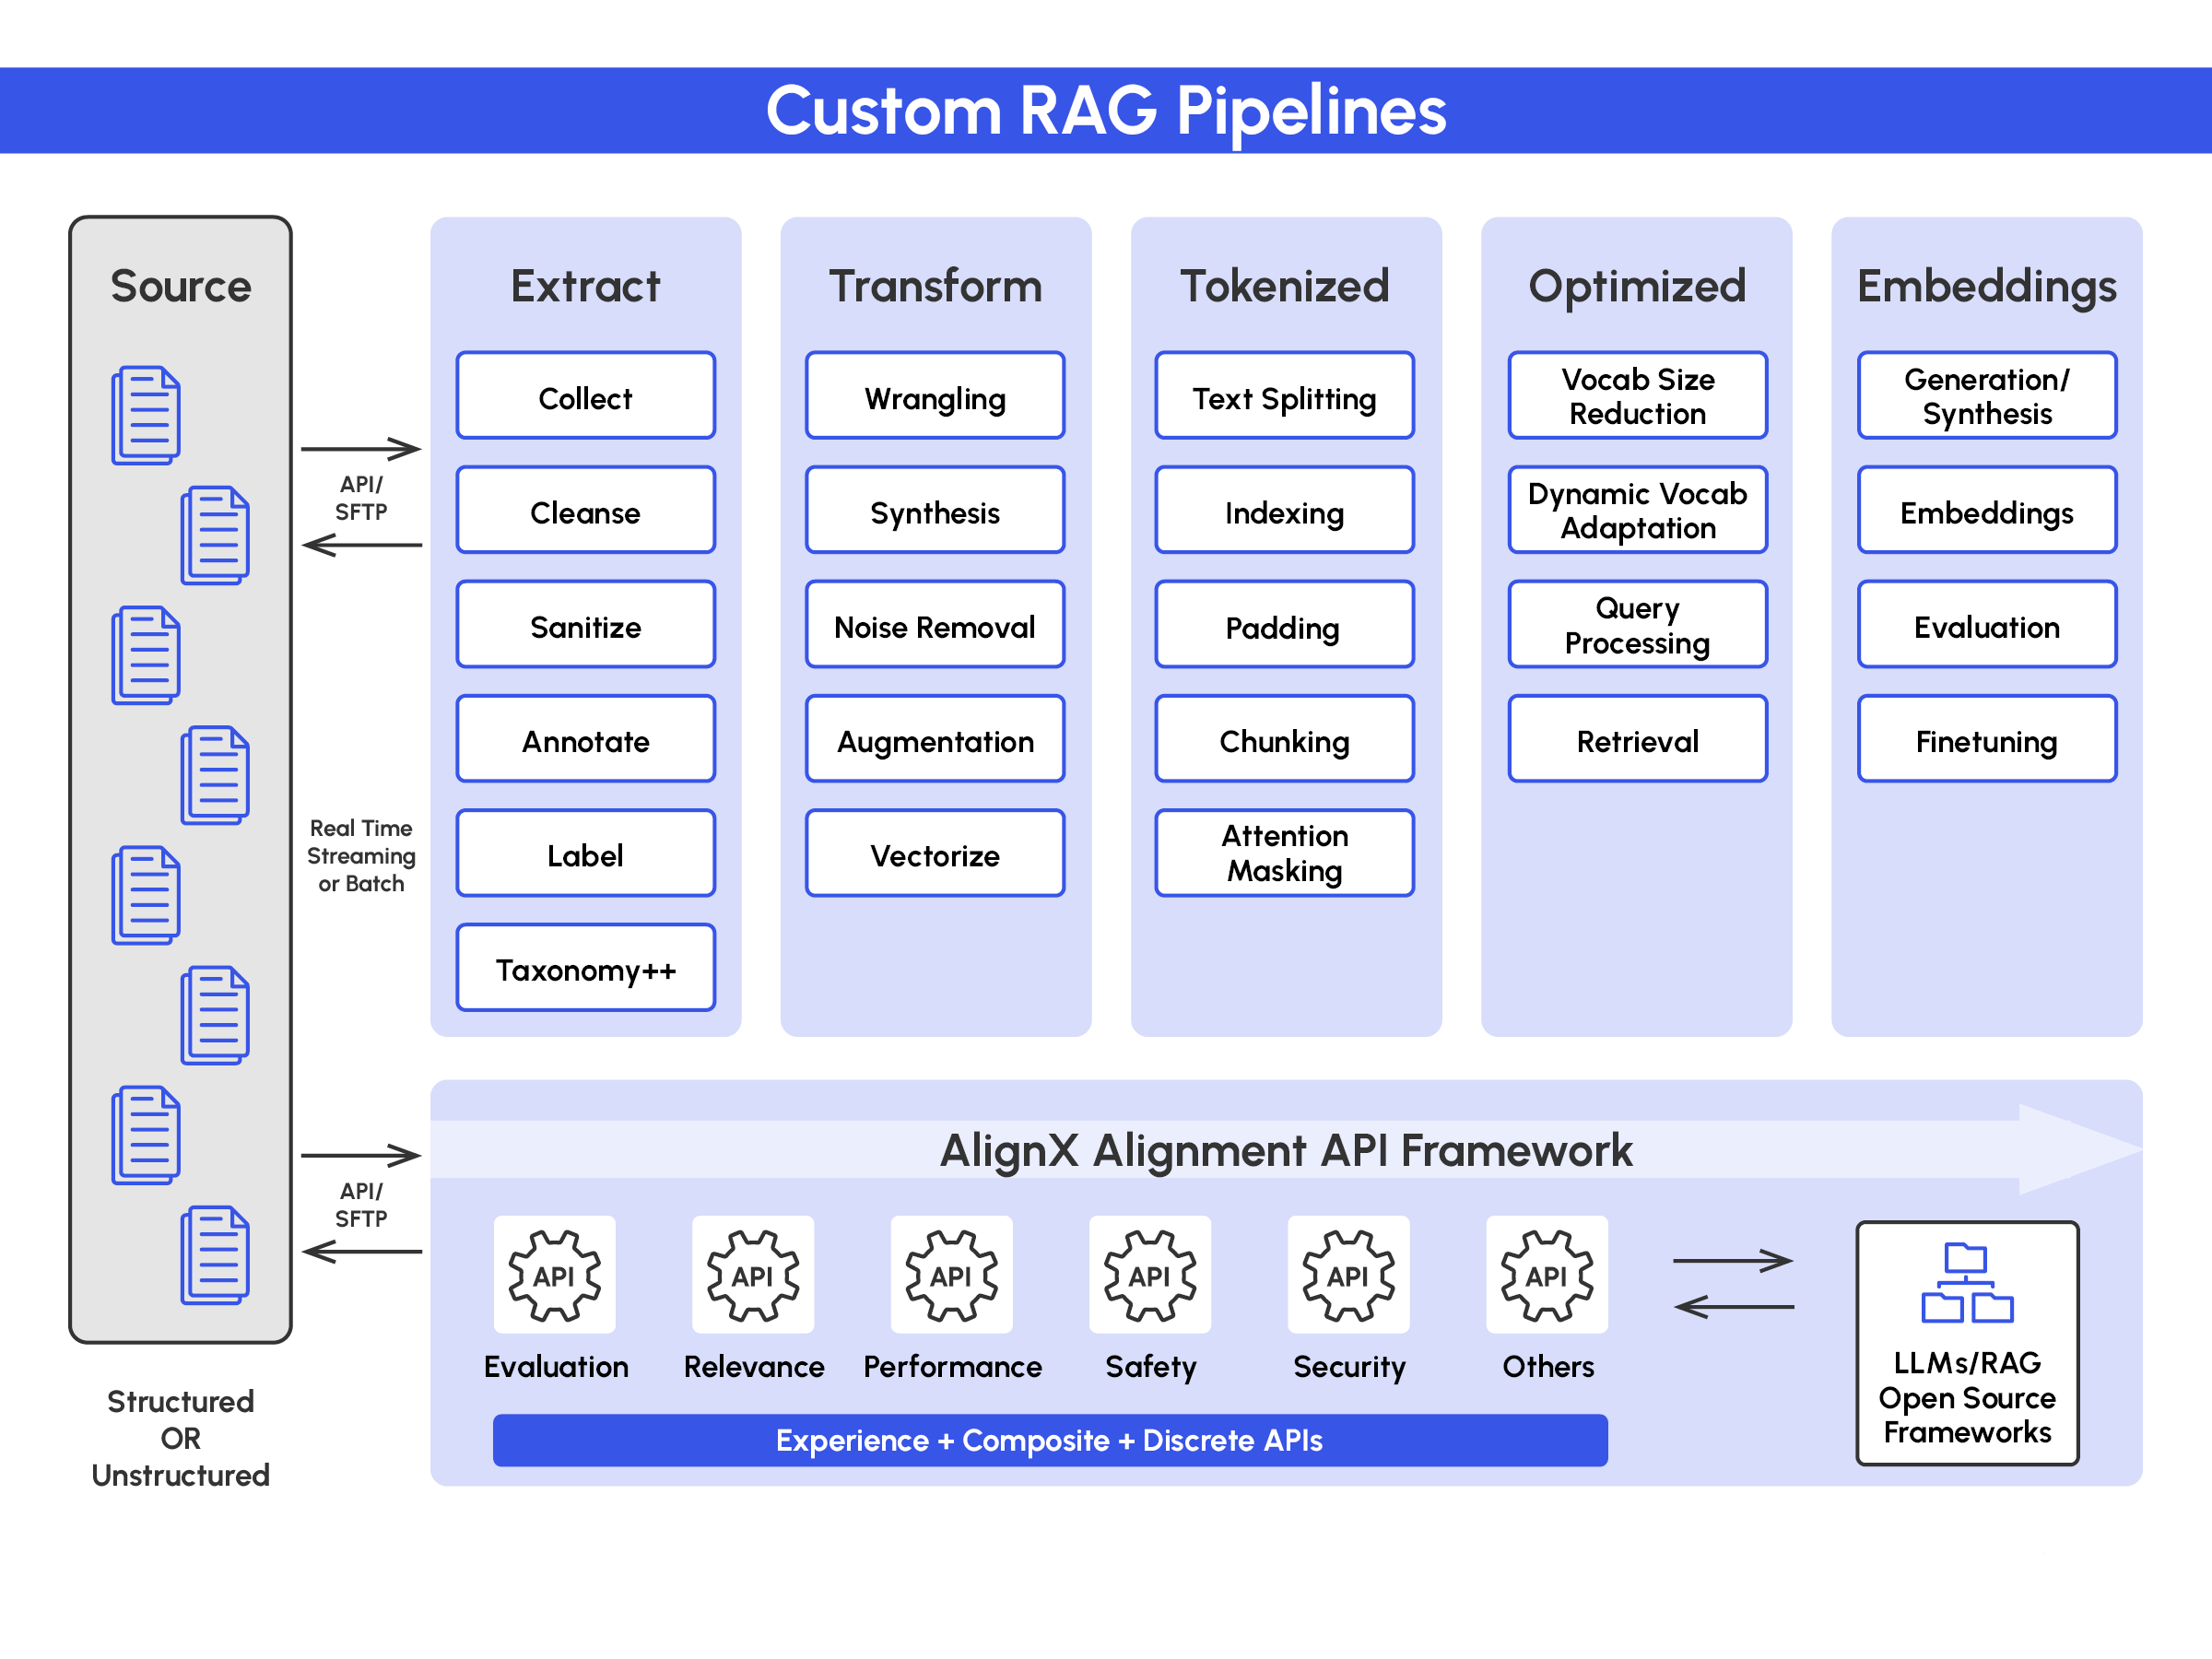 Custom RAG Pipelines
Source
API/
SFTP
Real Time
Streaming
or Batch
API/
SFTP
Structured
OR
Unstructured
Extract
Collect
Cleanse
Sanitize
Annotate
Label
Taxonomy++
Transform
Wrangling
Synthesis
Noise Removal
Augmentation
Vectorize
Tokenized
Text Splitting
Indexing
Padding
Chunking
Attention
Masking
Optimized
Vocab Size
Reduction
Dynamic Vocab
Adaptation
Query
Processing
Retrieval
Embeddings
Generation/
Synthesis
Embeddings
Evaluation
Finetuning
AlignX Alignment API Framework
API
Evaluation
API
Relevance
API
Performance
API
Safety
API
Security
API
Others
Experience + Composite + Discrete APIs
LLMs/RAG
Open Source
Frameworks